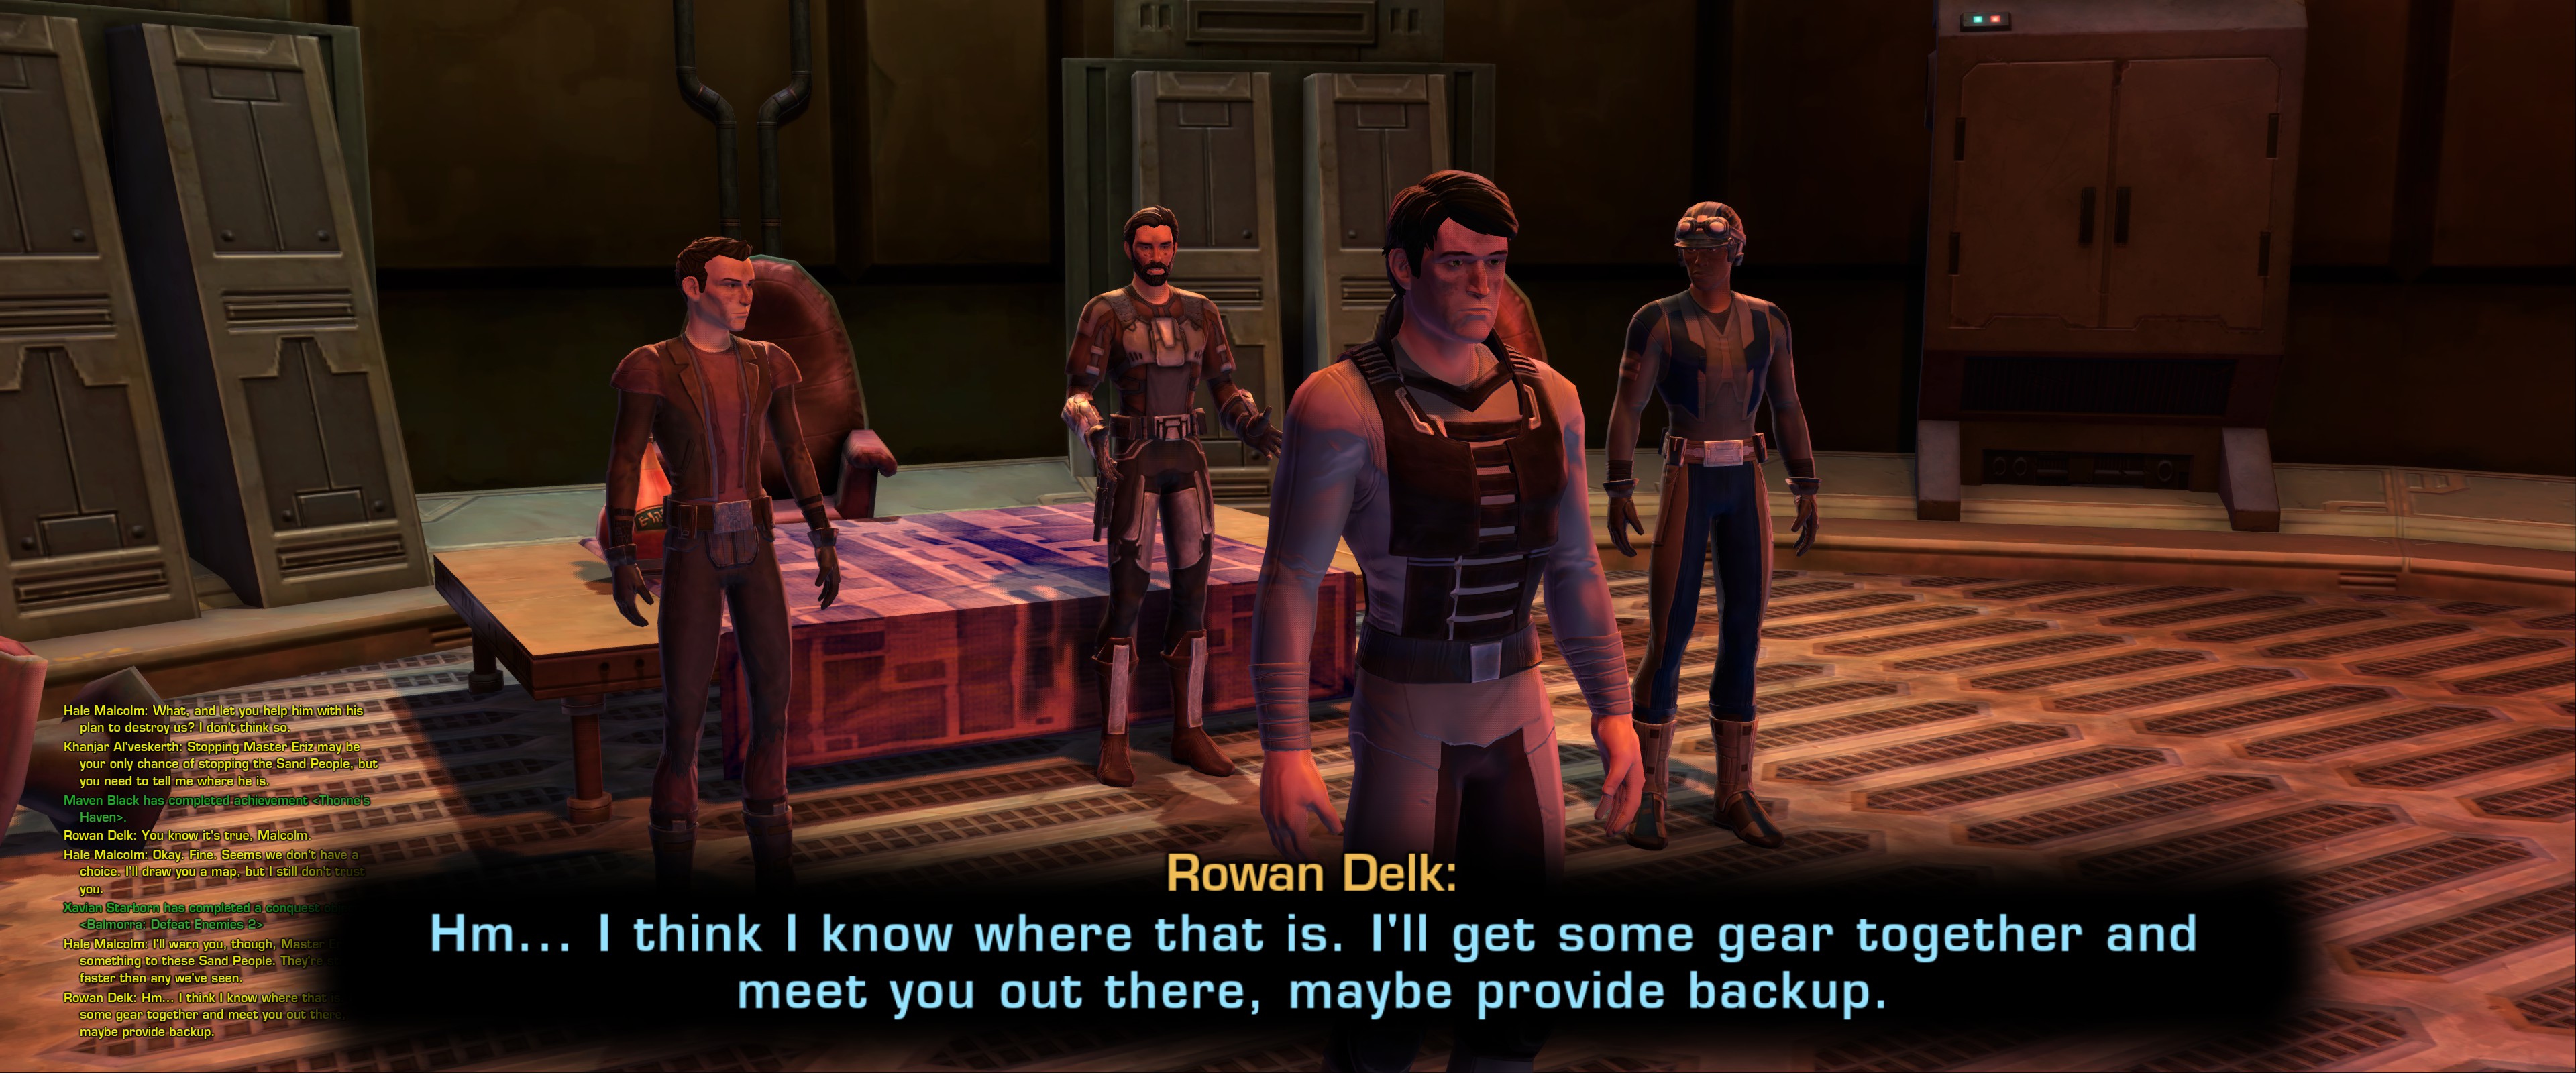 Hale Malcolm: What, and let you help him with his
plan to destroy us? I don't think so.
Khanjar Al'veskerth: Stopping Master Eriz may be
your only chance of stopping the Sand People, but
you need to tell me where he is.
Maven Black has completed achievement <Thorne's
Haven>.
Rowan Delk: You know it's true, Malcolm.
Hale Malcolm: Okay. Fine. Seems we don't have a
choice. I'll draw you a map, but I still don't trust
you.
Xavian Starborn has completed a conquest
<Balmorra: Defeat Enemies 2>
Hale Malcolm: I'll warn you, though, Master
something to these Sand People. They're
faster than any we've seen.
Rowan Delk: Hm... I think I know where that
some gear together and meet you out there,
maybe provide backup.
Rowan Delk:
Hm... I think I know where that is. I'll get some gear together and
meet you out there, maybe provide backup.